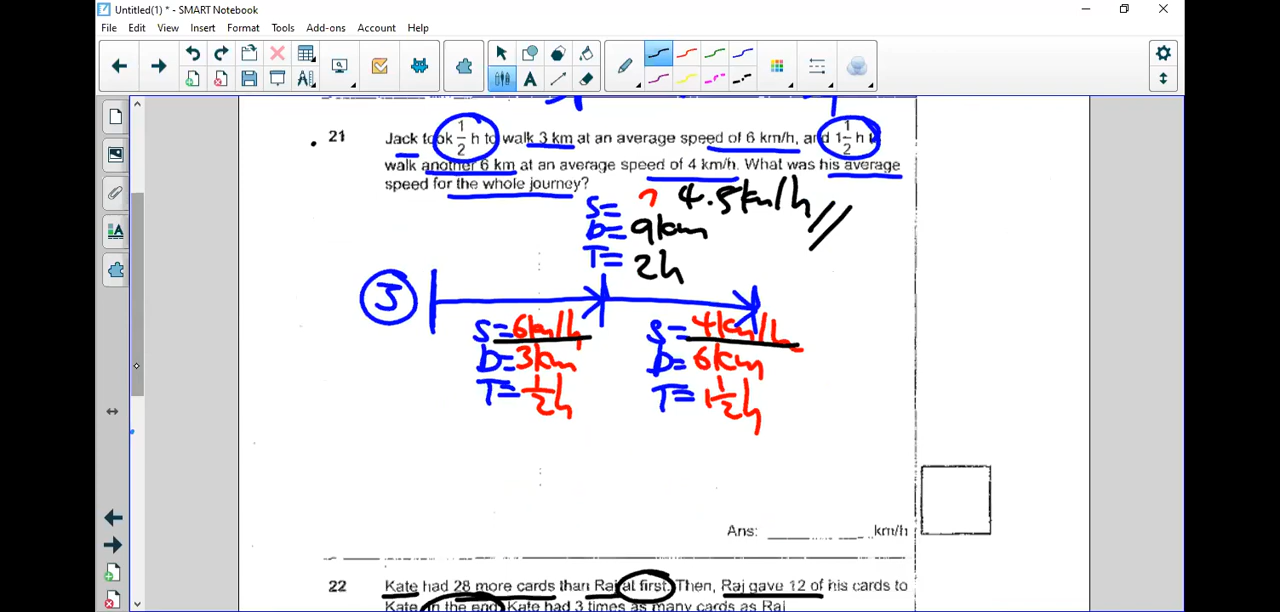 Untitled(1) * - SMART Notebook
File Edit View Insert Format Tools Add-ons Account Help
21
Jack took 1/2 h to walk 3 km at an average speed of 6 km/h, and 1 1/2 h
walk another 6 km at an average speed of 4 km/h. What was his average
speed for the whole journey?
S= ? 4.5km/h
D= 9km
T= 2h
3
S=6km/h
D=3km
T=1/2h
S=4km/h
D=6km
T=1 1/2h
Ans: ____________ km/h
22
Kate had 28 more cards than Raj at first. Then, Raj gave 12 of his cards to
Kate. In the end, Kate had 3 times as many cards as Raj